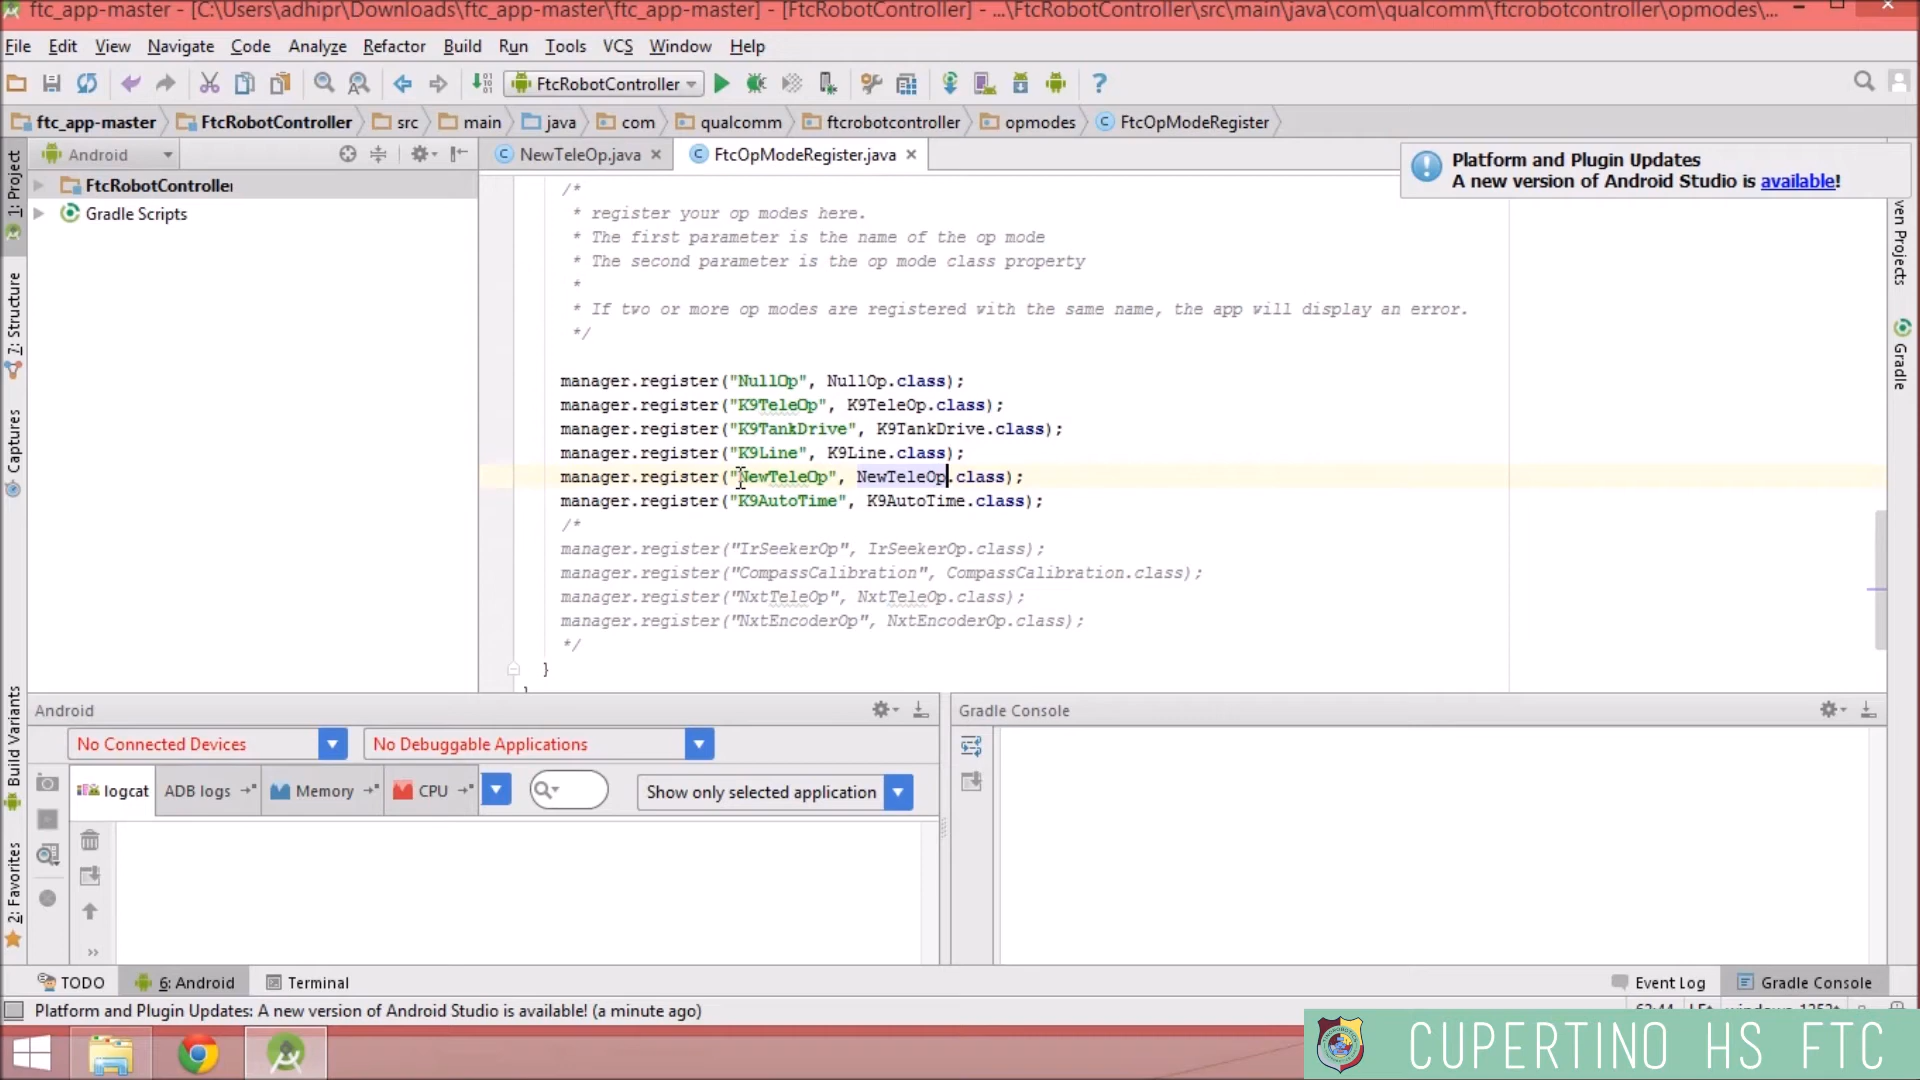 ftc_app-master - [C:\Users\adhipr\Downloads\ftc_app-master\ftc_app-master] - [FtcRobotController] - ...\FtcRobotController\src\main\java\com\qualcomm\ftcrobotcontroller\opmodes\...
File Edit View Navigate Code Analyze Refactor Build Run Tools VCS Window Help
FtcRobotController
ftc_app-master FtcRobotController src main java com qualcomm ftcrobotcontroller opmodes FtcOpModeRegister
Android
NewTeleOp.java FtcOpModeRegister.java
Platform and Plugin Updates
A new version of Android Studio is available!
FtcRobotController
Gradle Scripts
1: Project
7: Structure
Captures
Build Variants
2: Favorites
ven Projects
Gradle
/*
* register your op modes here.
* The first parameter is the name of the op mode
* The second parameter is the op mode class property
*
* If two or more op modes are registered with the same name, the app will display an error.
*/
manager.register("NullOp", NullOp.class);
manager.register("K9TeleOp", K9TeleOp.class);
manager.register("K9TankDrive", K9TankDrive.class);
manager.register("K9Line", K9Line.class);
manager.register("NewTeleOp", NewTeleOp.class);
manager.register("K9AutoTime", K9AutoTime.class);
/*
manager.register("IrSeekerOp", IrSeekerOp.class);
manager.register("CompassCalibration", CompassCalibration.class);
manager.register("NxtTeleOp", NxtTeleOp.class);
manager.register("NxtEncoderOp", NxtEncoderOp.class);
*/
}
Android
No Connected Devices No Debuggable Applications
logcat ADB logs Memory CPU Show only selected application
Gradle Console
TODO 6: Android Terminal Event Log Gradle Console
Platform and Plugin Updates: A new version of Android Studio is available! (a minute ago)
CUPERTINO HS FTC